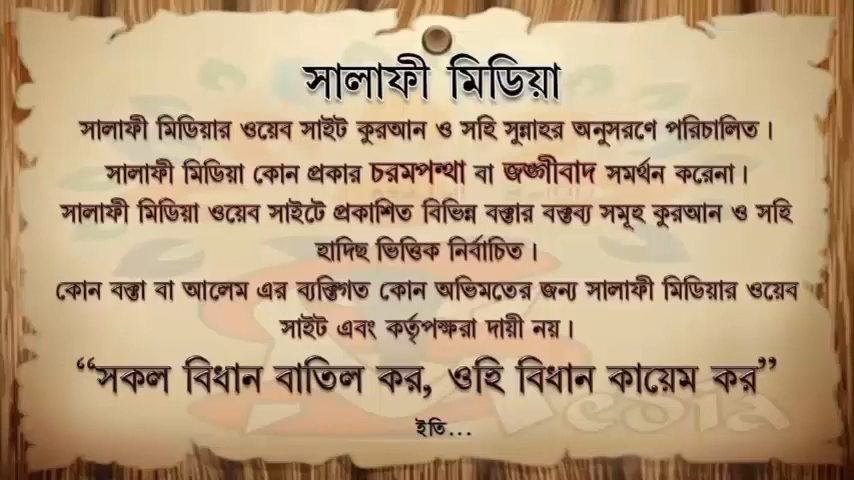 সালাফী মিডিয়া
সালাফী মিডিয়ার ওয়েব সাইট কুরআন ও সহি সুন্নাহর অনুসরণে পরিচালিত।
সালাফী মিডিয়া কোন প্রকার চরমপন্থা বা জঙ্গীবাদ সমর্থন করেনা।
সালাফী মিডিয়া ওয়েব সাইটে প্রকাশিত বিভিন্ন বক্তার বক্তব্য সমূহ কুরআন ও সহি
হাদিছ ভিত্তিক নির্বাচিত।
কোন বক্তা বা আলেম এর ব্যক্তিগত কোন অভিমতের জন্য সালাফী মিডিয়ার ওয়েব
সাইট এবং কর্তৃপক্ষরা দায়ী নয়।
“সকল বিধান বাতিল কর, ওহি বিধান কায়েম কর”
ইতি...